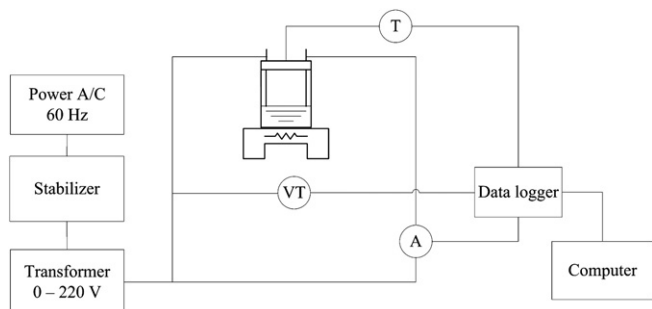 T
Power A/C
60 Hz
Stabilizer
VT
Data logger
A
Transformer
0 – 220 V
Computer